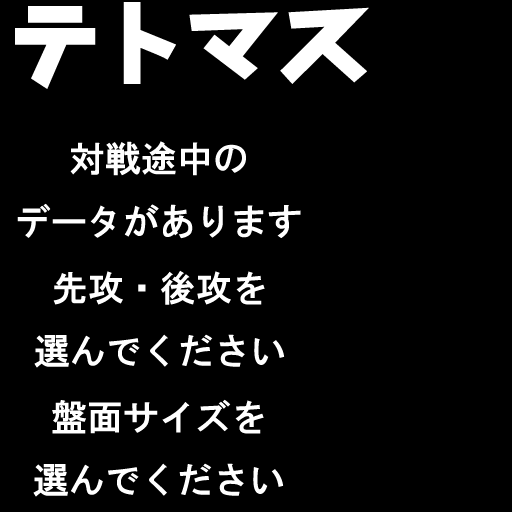 テトマス
対戦途中の
データがあります
先攻・後攻を
選んでください
盤面サイズを
選んでください